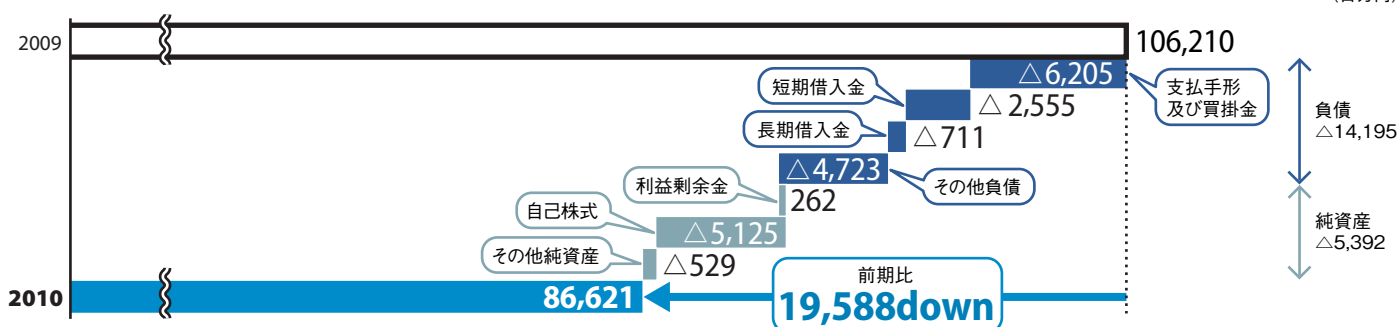 (百万円)
2009
106,210
△6,205
支払手形
及び買掛金
短期借入金
△2,555
長期借入金
△711
負債
△14,195
△4,723
その他負債
利益剰余金
262
自己株式
△5,125
純資産
△5,392
その他純資産
△529
前期比
19,588down
2010
86,621